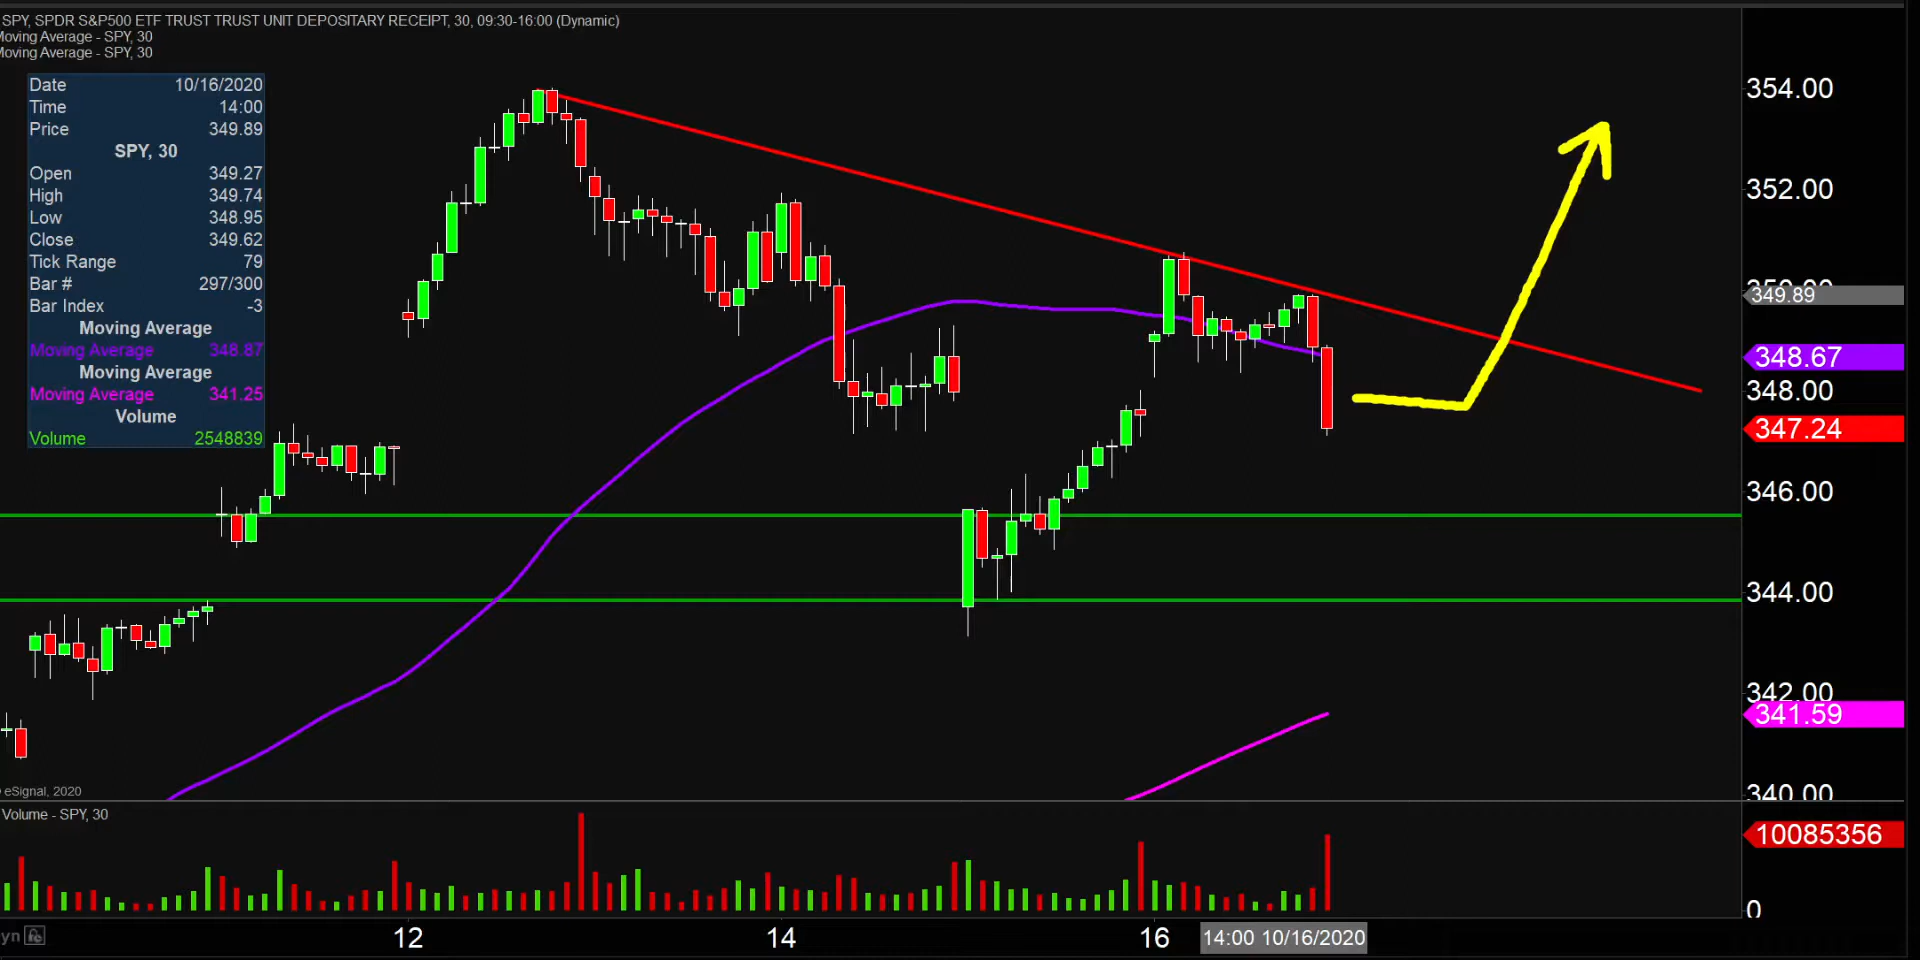 SPY, SPDR S&P500 ETF TRUST TRUST UNIT DEPOSITARY RECEIPT, 30, 09:30-16:00 (Dynamic)
Moving Average - SPY, 30
Moving Average - SPY, 30
Date 10/16/2020
Time 14:00
Price 349.89
SPY, 30
Open 349.27
High 349.74
Low 348.95
Close 349.62
Tick Range 79
Bar # 297/300
Bar Index -3
Moving Average
Moving Average 348.87
Moving Average
Moving Average 341.25
Volume
Volume 2548839
354.00
352.00
350.00
349.89
348.67
348.00
347.24
346.00
344.00
342.00
341.59
340.00
eSignal, 2020
Volume - SPY, 30
10085356
0
yn
12 14 16 14:00 10/16/2020